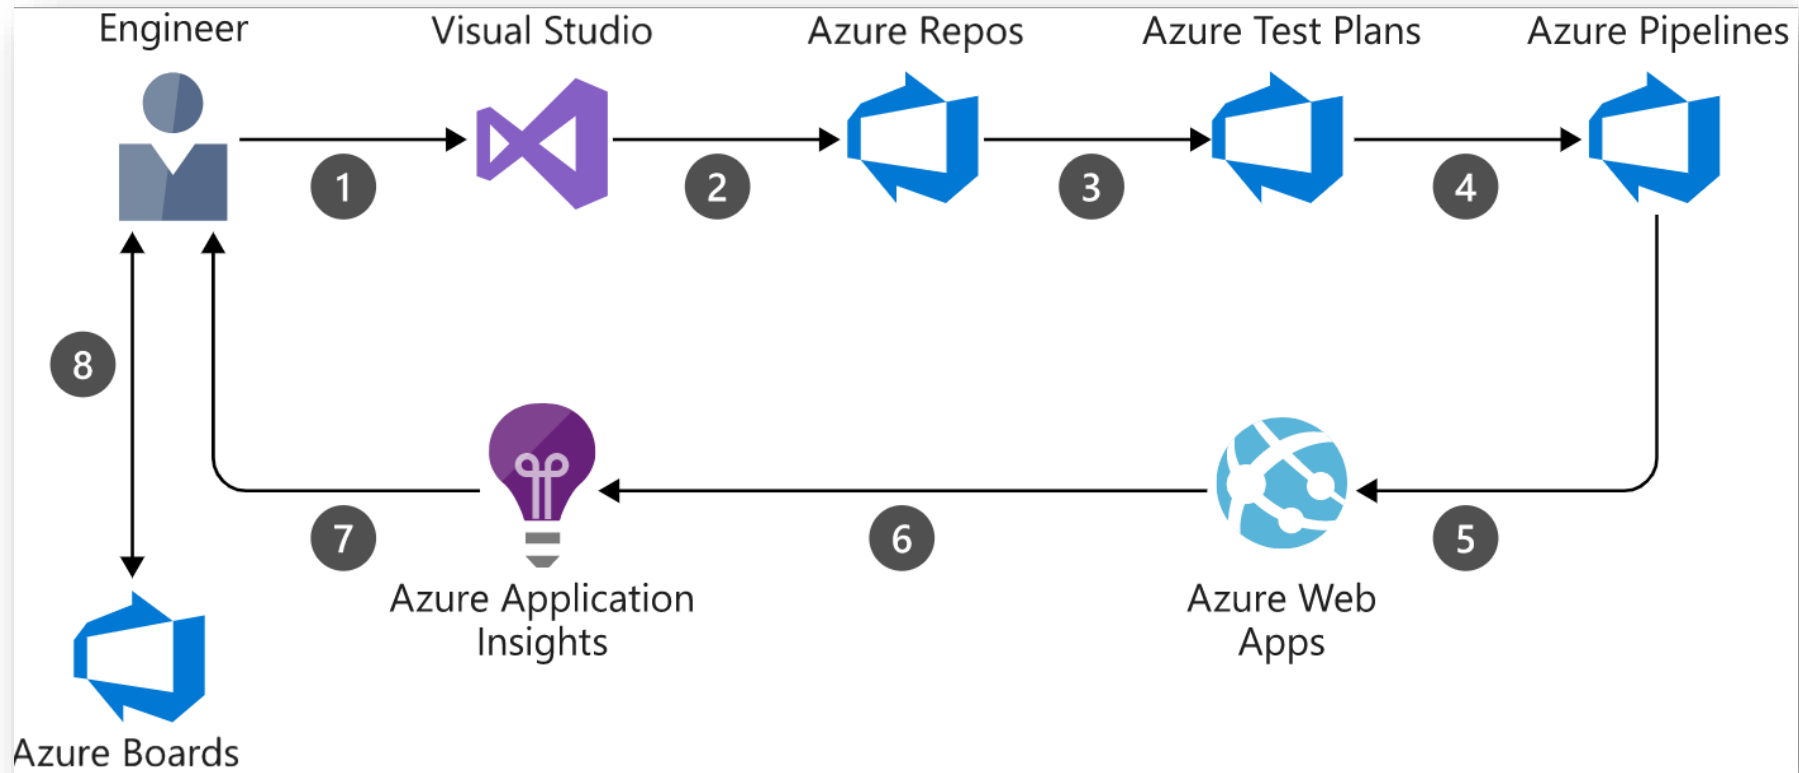 Engineer
Visual Studio
Azure Repos
Azure Test Plans
Azure Pipelines
1
2
3
4
8
7
6
5
Azure Application
Insights
Azure Web
Apps
Azure Boards